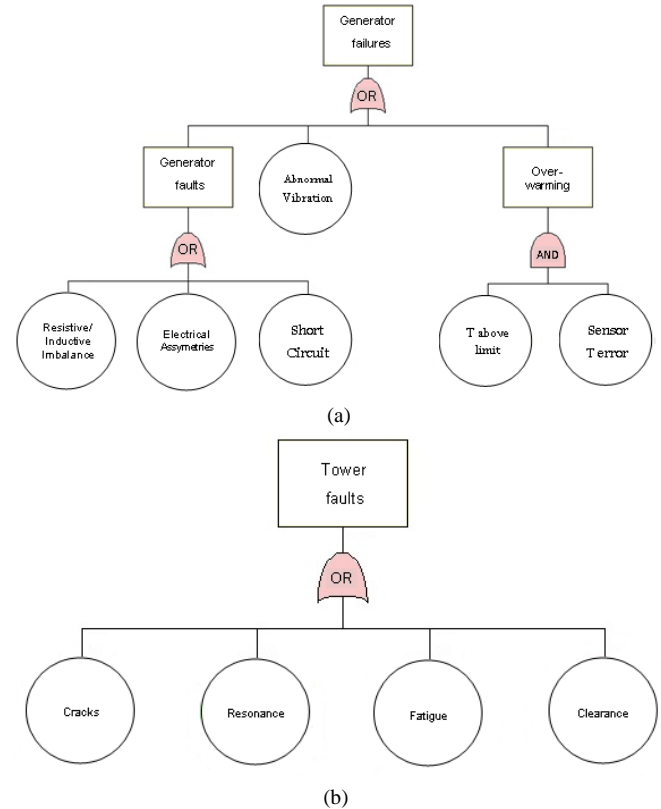 Generator
failures
OR
Generator
faults
Abnormal
Vibration
Over-
warming
OR
AND
Resistive/
Inductive
Imbalance
Electrical
Assymetries
Short
Circuit
T above
limit
Sensor
T error
(a)
Tower
faults
OR
Cracks
Resonance
Fatigue
Clearance
(b)